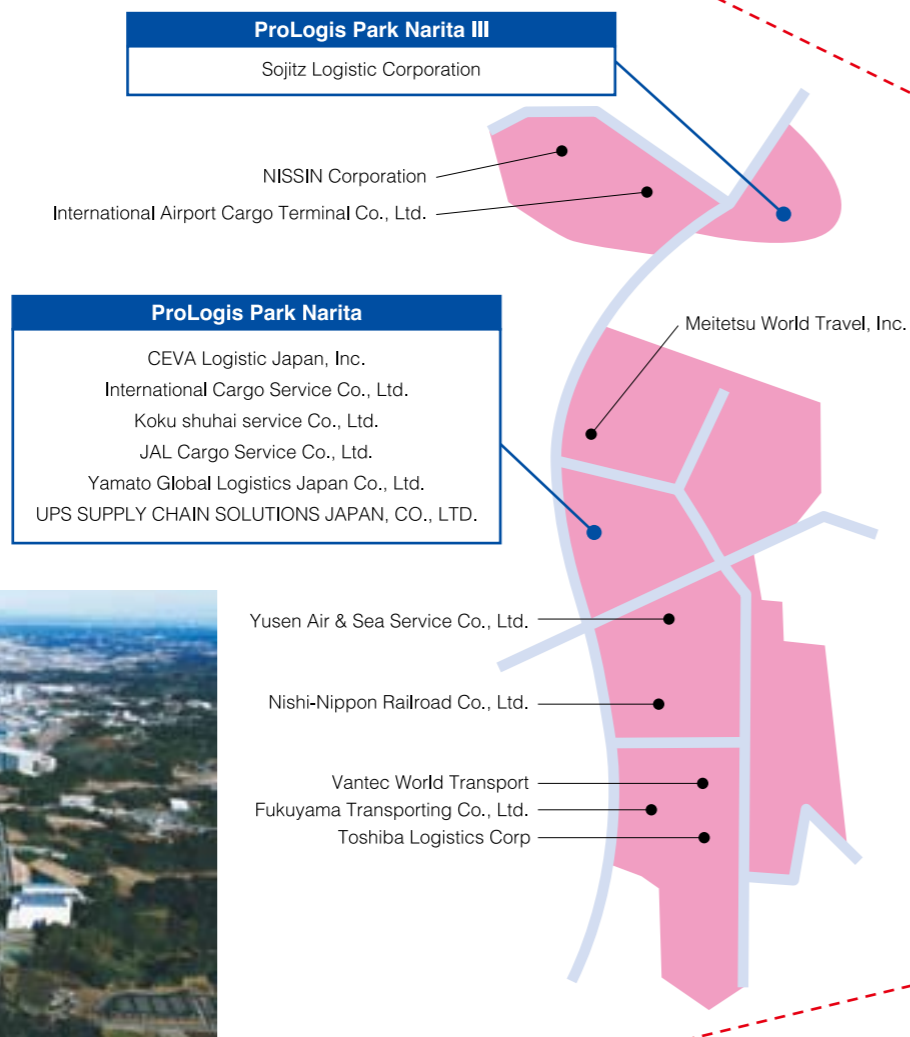 ProLogis Park Narita III
Sojitz Logistic Corporation
NISSIN Corporation
International Airport Cargo Terminal Co., Ltd.
ProLogis Park Narita
CEVA Logistic Japan, Inc.
International Cargo Service Co., Ltd.
Koku shuhai service Co., Ltd.
JAL Cargo Service Co., Ltd.
Yamato Global Logistics Japan Co., Ltd.
UPS SUPPLY CHAIN SOLUTIONS JAPAN, CO., LTD.
Meitetsu World Travel, Inc.
Yusen Air & Sea Service Co., Ltd.
Nishi-Nippon Railroad Co., Ltd.
Vantec World Transport
Fukuyama Transporting Co., Ltd.
Toshiba Logistics Corp